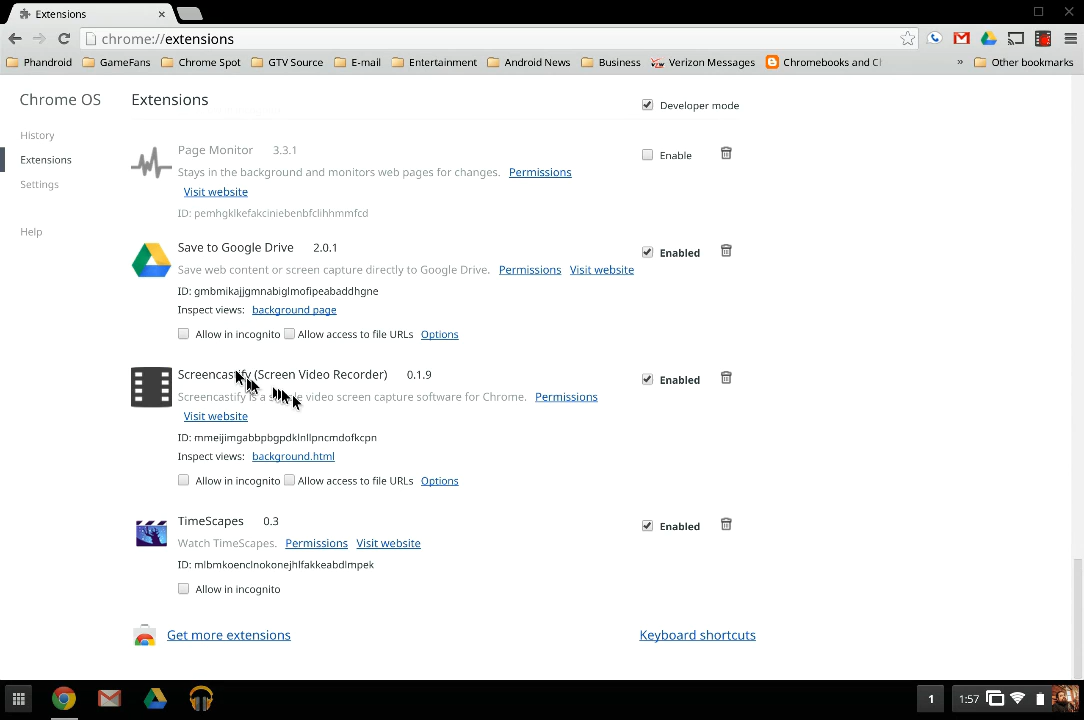 Extensions
chrome://extensions
Phandroid GameFans Chrome Spot GTV Source E-mail Entertainment Android News Business Verizon Messages Chromebooks and Cl » Other bookmarks
Chrome OS
History
Extensions
Settings
Help
Extensions
Developer mode
Page Monitor 3.3.1
Enable
Stays in the background and monitors web pages for changes. Permissions
Visit website
ID: pemhgklkefakciniebenbfclihhmmfcd
Save to Google Drive 2.0.1
Enabled
Save web content or screen capture directly to Google Drive. Permissions Visit website
ID: gmbmikajjgmnabiglmofipeabaddhgne
Inspect views: background page
Allow in incognito Allow access to file URLs Options
Screencastify (Screen Video Recorder) 0.1.9
Enabled
Screencastify is a simple video screen capture software for Chrome. Permissions
Visit website
ID: mmeijimgabbpbgpdklnllpncmdofkcpn
Inspect views: background.html
Allow in incognito Allow access to file URLs Options
TimeScapes 0.3
Enabled
Watch TimeScapes. Permissions Visit website
ID: mlbmkoenclnokonejhlfakkeabdlmpek
Allow in incognito
Get more extensions
Keyboard shortcuts
1 1:57